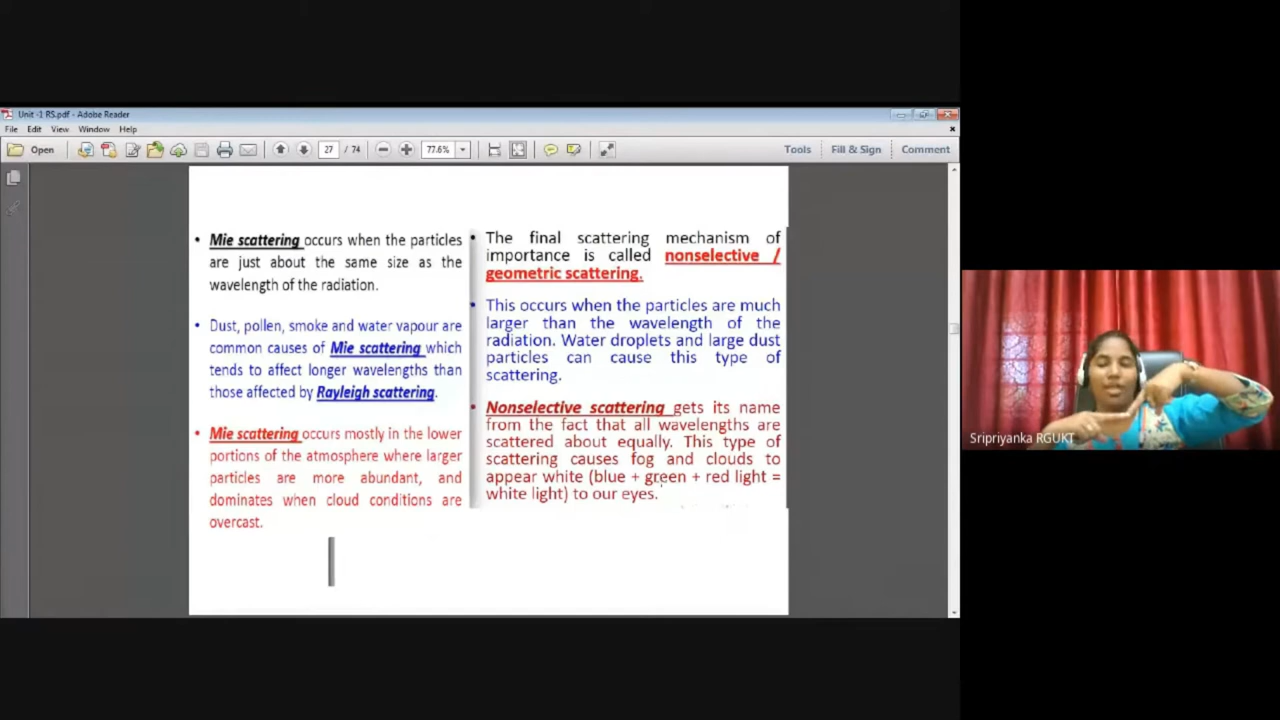 Unit -1 RS.pdf - Adobe Reader
File Edit View Window Help
Open 27 / 74 77.6% Tools Fill & Sign Comment
• Mie scattering occurs when the particles
are just about the same size as the
wavelength of the radiation.
• Dust, pollen, smoke and water vapour are
common causes of Mie scattering which
tends to affect longer wavelengths than
those affected by Rayleigh scattering.
• Mie scattering occurs mostly in the lower
portions of the atmosphere where larger
particles are more abundant, and
dominates when cloud conditions are
overcast.
• The final scattering mechanism of
importance is called nonselective /
geometric scattering.
• This occurs when the particles are much
larger than the wavelength of the
radiation. Water droplets and large dust
particles can cause this type of
scattering.
• Nonselective scattering gets its name
from the fact that all wavelengths are
scattered about equally. This type of
scattering causes fog and clouds to
appear white (blue + green + red light =
white light) to our eyes.
Sripriyanka RGUKT